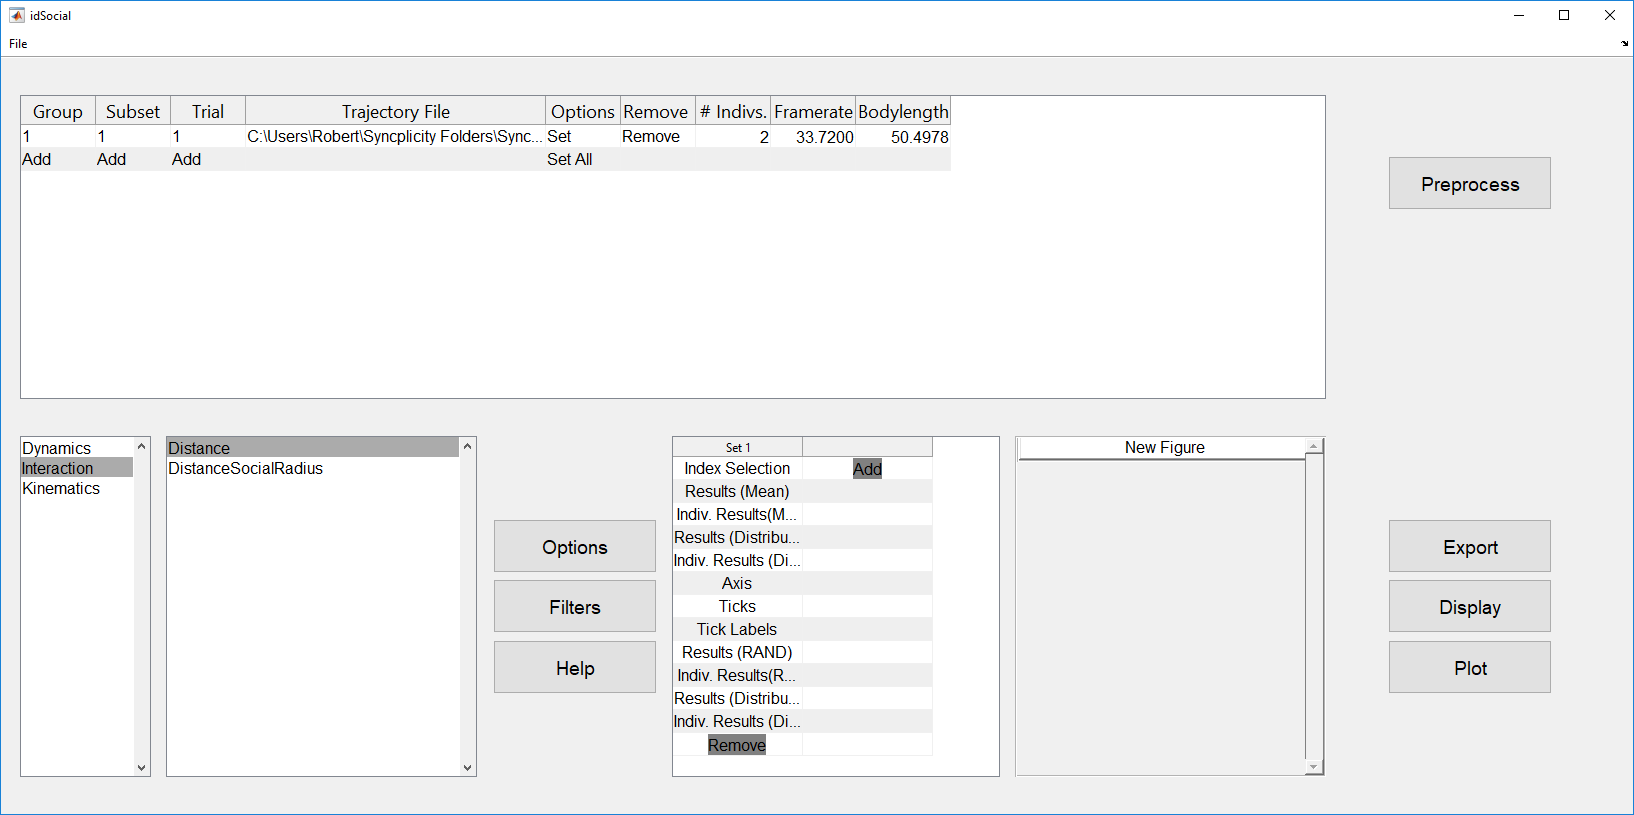 idSocial
File
Group Subset Trial Trajectory File Options Remove # Indivs. Framerate Bodylength
1 1 1 C:\Users\Robert\Syncplicity Folders\Sync... Set Remove 2 33.7200 50.4978
Add Add Add Set All
Preprocess
Dynamics
Interaction
Kinematics
Distance
DistanceSocialRadius
Options
Filters
Help
Set 1
Index Selection Add
Results (Mean)
Indiv. Results(M...
Results (Distribu...
Indiv. Results (Di...
Axis
Ticks
Tick Labels
Results (RAND)
Indiv. Results(R...
Results (Distribu...
Indiv. Results (Di...
Remove
New Figure
Export
Display
Plot